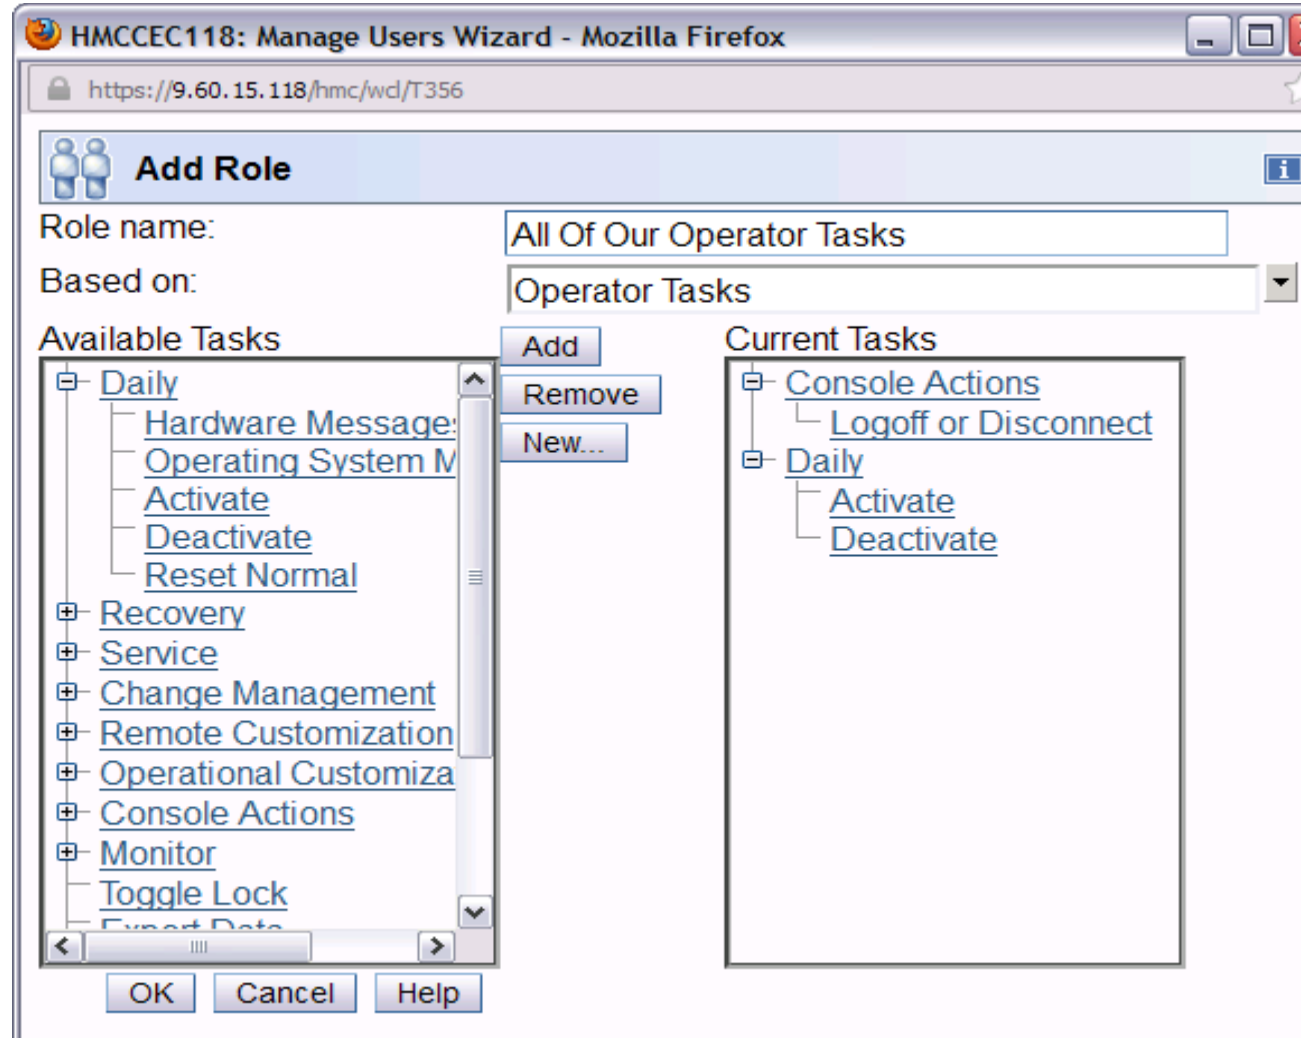 HMCCEC118: Manage Users Wizard - Mozilla Firefox
https://9.60.15.118/hmc/wcl/T356
Add Role
i
Role name:
All Of Our Operator Tasks
Based on:
Operator Tasks
Available Tasks
Daily
Hardware Messages
Operating System M
Activate
Deactivate
Reset Normal
Recovery
Service
Change Management
Remote Customization
Operational Customiza
Console Actions
Monitor
Toggle Lock
Export Data
Add
Remove
New...
Current Tasks
Console Actions
Logoff or Disconnect
Daily
Activate
Deactivate
OK
Cancel
Help